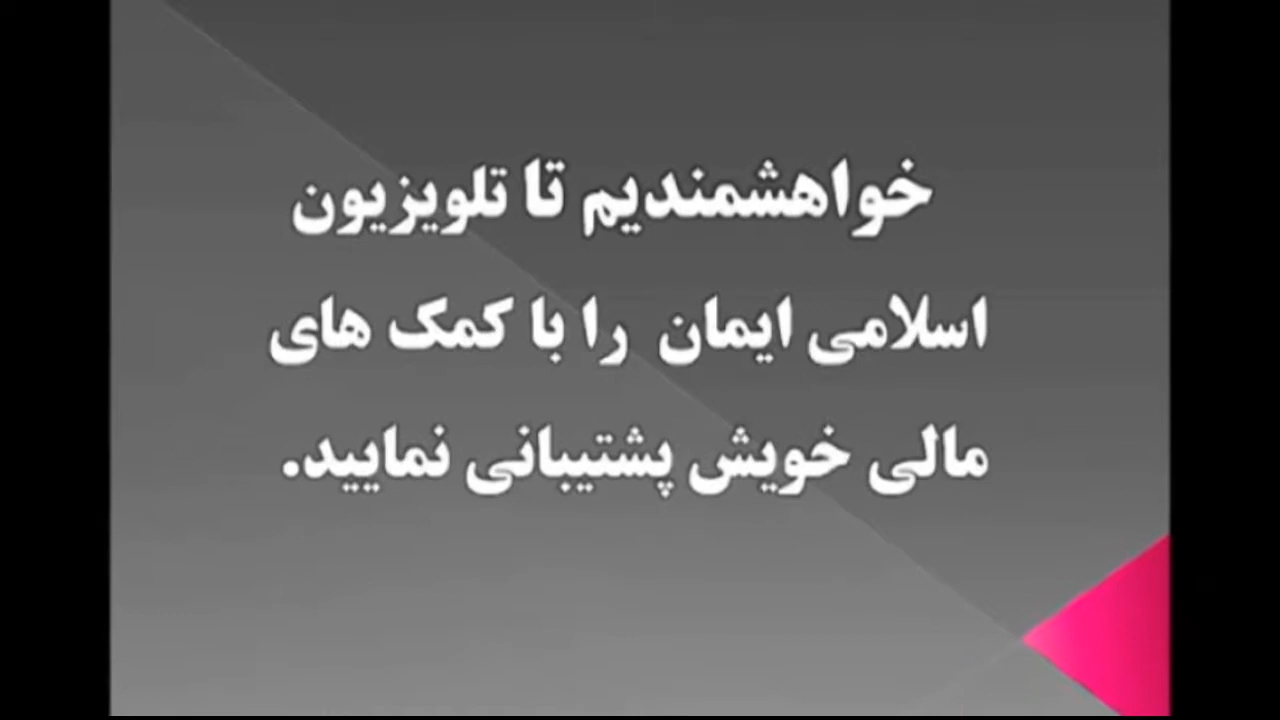 خواهشمندیم تا تلویزیون
اسلامی ایمان را با کمک های
مالی خویش پشتیبانی نمایید.